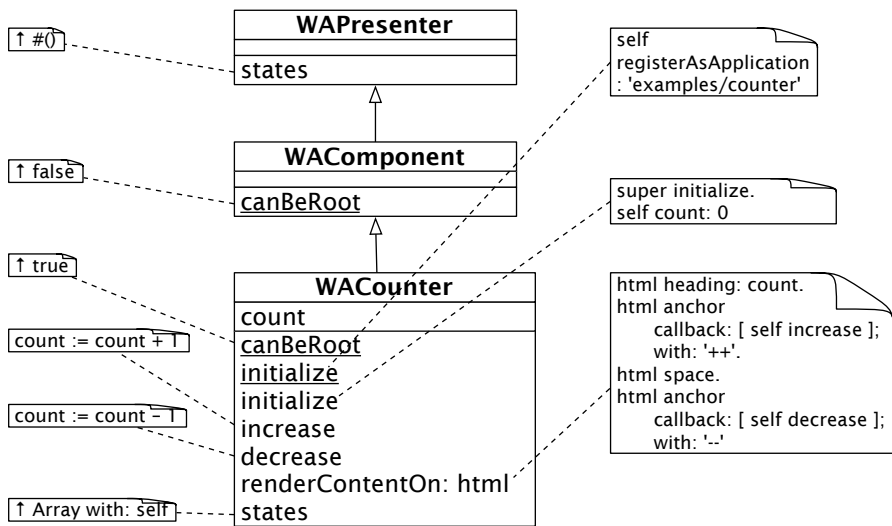 WAPresenter
states
↑ #()
self
registerAsApplication
: 'examples/counter'
WAComponent
canBeRoot
↑ false
super initialize.
self count: 0
↑ true
WACounter
count
canBeRoot
initialize
initialize
increase
decrease
renderContentOn: html
states
count := count + 1
count := count - 1
↑ Array with: self
html heading: count.
html anchor
callback: [ self increase ];
with: '++'.
html space.
html anchor
callback: [ self decrease ];
with: '--'